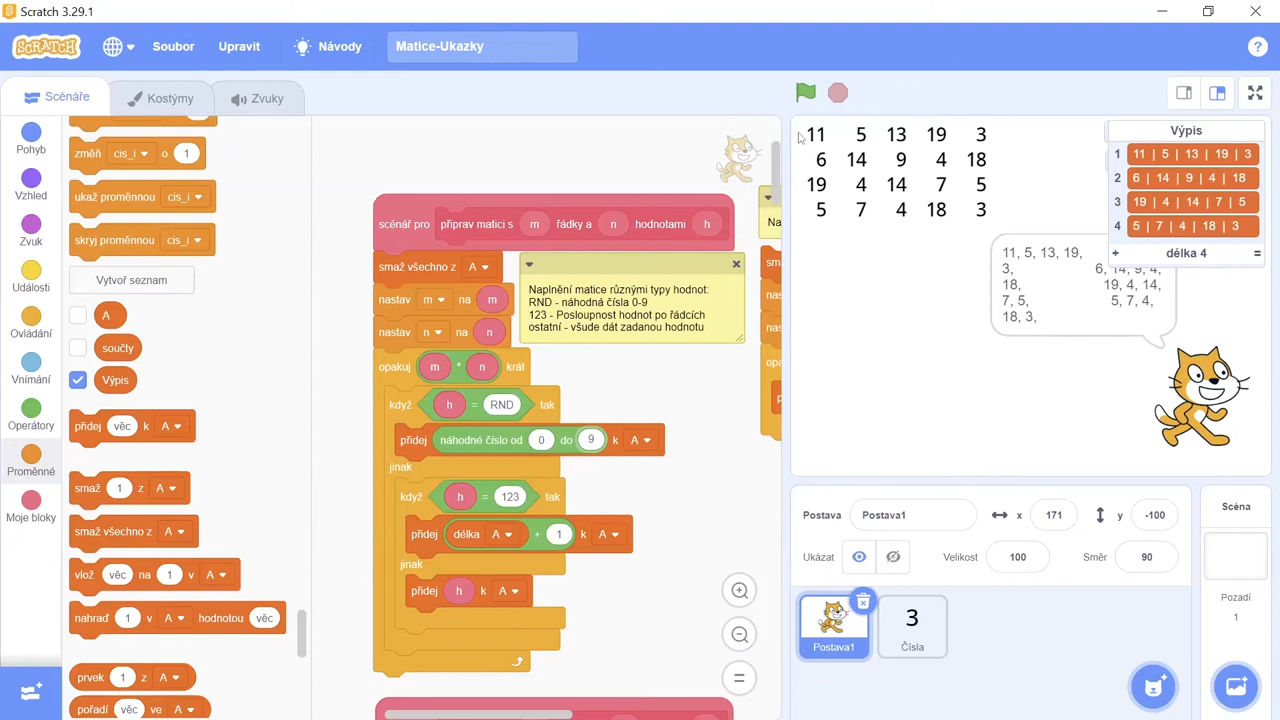 Scratch 3.29.1
SCRATCH
Soubor
Upravit
Návody
Matice-Ukazky
?
Scénáře
Kostýmy
Zvuky
Pohyb
Vzhled
Zvuk
Události
Ovládání
Vnímání
Operátory
Proměnné
Moje bloky
změň cis_i o 1
ukaž proměnnou cis_i
skryj proměnnou cis_i
Vytvoř seznam
A
součty
Výpis
přidej věc k A
smaž 1 z A
smaž všechno z A
vlož věc na 1 v A
nahraď 1 v A hodnotou věc
prvek 1 z A
pořadí věc ve A
scénář pro připrav matici s m řádky a n hodnotami h
smaž všechno z A
nastav m na m
nastav n na n
opakuj m * n krát
když h = RND tak
přidej náhodné číslo od 0 do 9 k A
jinak
když h = 123 tak
přidej délka A + 1 k A
jinak
přidej h k A
Naplnění matice různými typy hodnot:
RND - náhodná čísla 0-9
123 - Posloupnost hodnot po řádcích
ostatní - všude dát zadanou hodnotu
Na
sma
nas
nas
opa
11 5 13 19 3
6 14 9 4 18
19 4 14 7 5
5 7 4 18 3
Výpis
1 11 | 5 | 13 | 19 | 3
2 6 | 14 | 9 | 4 | 18
3 19 | 4 | 14 | 7 | 5
4 5 | 7 | 4 | 18 | 3
+ délka 4 =
11, 5, 13, 19,
3, 6, 14, 9, 4,
18, 19, 4, 14,
7, 5, 5, 7, 4,
18, 3,
Postava Postava1 x 171 y -100
Ukázat Velikost 100 Směr 90
Postava1
3
Čísla
Scéna
Pozadí
1